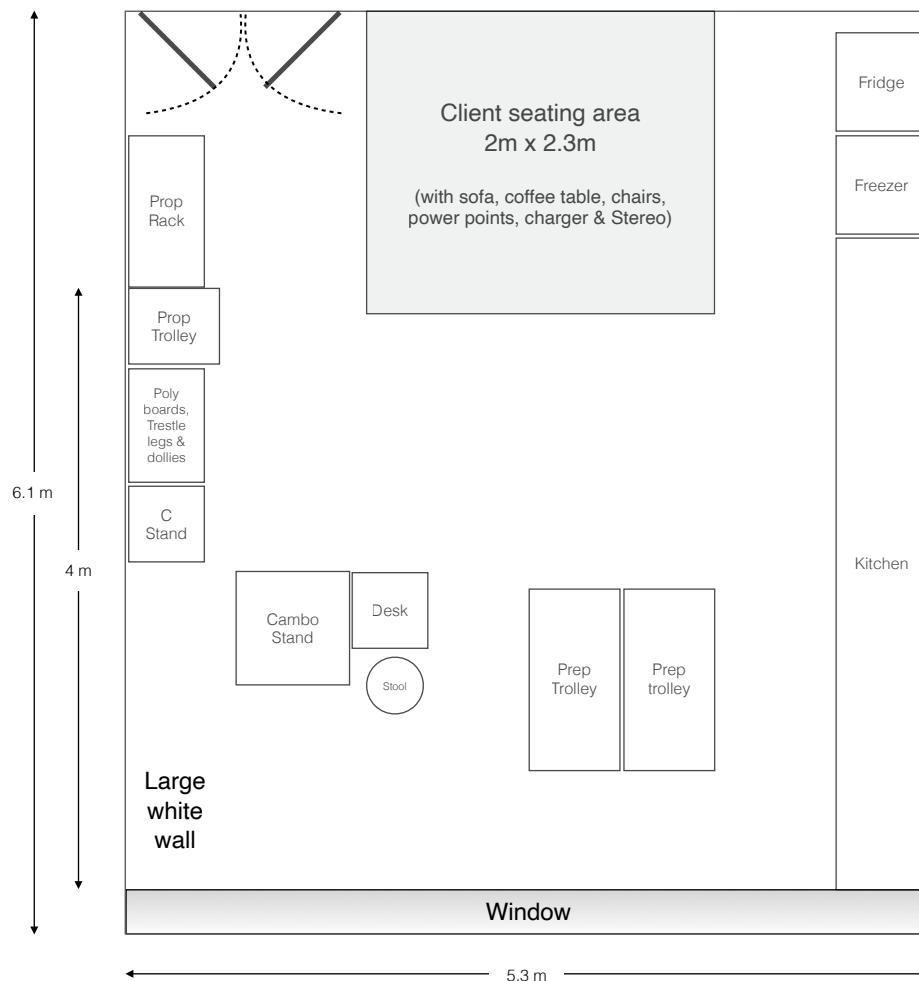 Client seating area
2m x 2.3m
(with sofa, coffee table, chairs,
power points, charger & Stereo)
Fridge
Freezer
Prop
Rack
Prop
Trolley
Poly
boards,
Trestle
legs &
dollies
C
Stand
6.1 m
4 m
Kitchen
Cambo
Stand
Desk
Stool
Prep
Trolley
Prep
trolley
Large
white
wall
Window
5.3 m